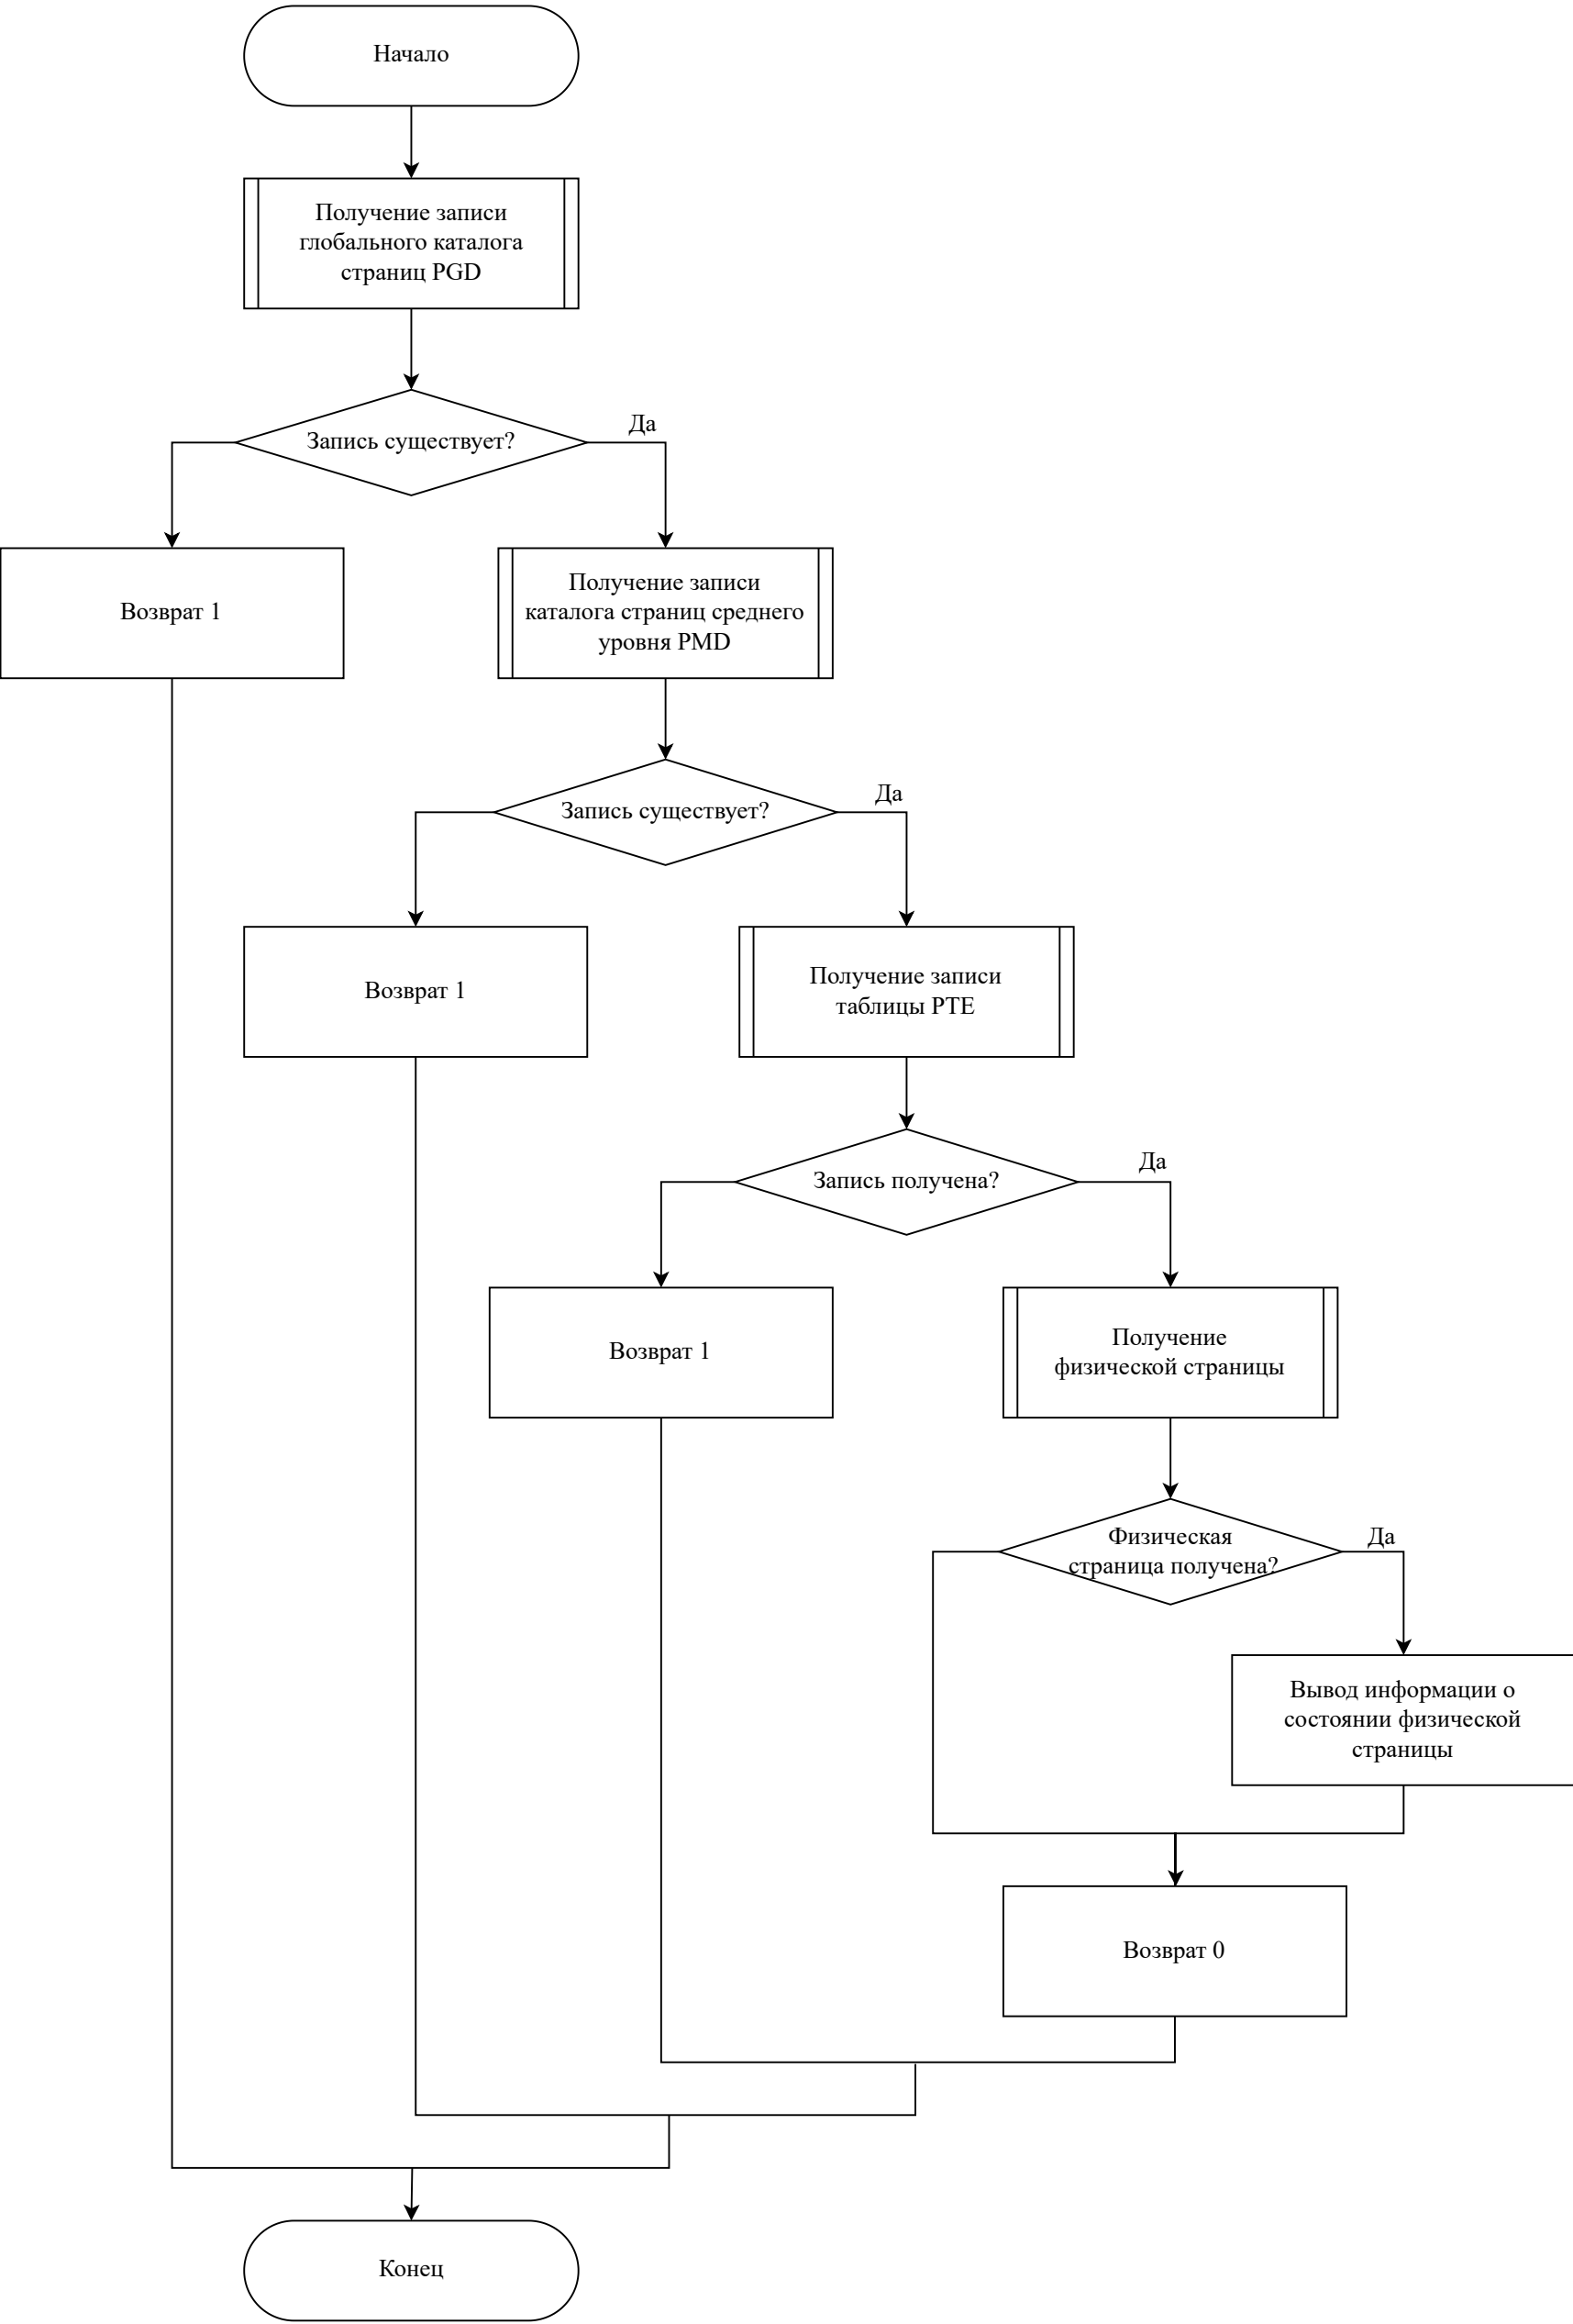 Начало
Получение записи
глобального каталога
страниц PGD
Запись существует?
Да
Возврат 1
Получение записи
каталога страниц среднего
уровня PMD
Запись существует?
Да
Возврат 1
Получение записи
таблицы PTE
Запись получена?
Да
Возврат 1
Получение
физической страницы
Физическая
страница получена?
Да
Вывод информации о
состоянии физической
страницы
Возврат 0
Конец